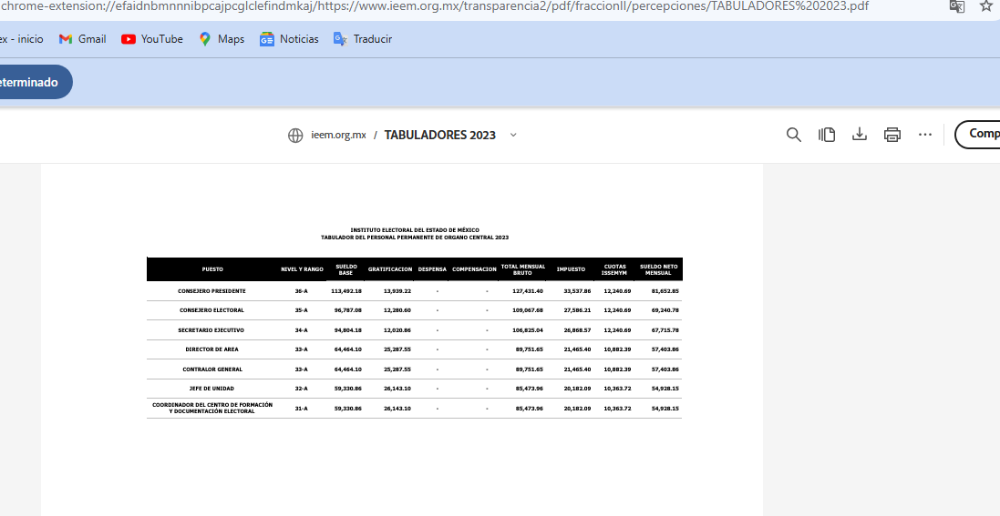 chrome-extension://efaidnbmnnnibpcajpcglclefindmkaj/https://www.ieem.org.mx/transparencia2/pdf/fraccionII/percepciones/TABULADORES%202023.pdf
ex - inicio Gmail YouTube Maps Noticias Traducir
eterminado
ieem.org.mx / TABULADORES 2023 Comp
INSTITUTO ELECTORAL DEL ESTADO DE MÉXICO
TABULADOR DEL PERSONAL PERMANENTE DE ORGANO CENTRAL 2023
PUESTO NIVEL Y RANGO SUELDO BASE GRATIFICACION DESPENSA COMPENSACION TOTAL MENSUAL BRUTO IMPUESTO CUOTAS ISSEMYM SUELDO NETO MENSUAL
CONSEJERO PRESIDENTE 36-A 113,492.18 13,939.22 - - 127,431.40 33,537.86 12,240.69 81,652.85
CONSEJERO ELECTORAL 35-A 96,787.08 12,280.60 - - 109,067.68 27,586.21 12,240.69 69,240.78
SECRETARIO EJECUTIVO 34-A 94,804.18 12,020.86 - - 106,825.04 26,868.57 12,240.69 67,715.78
DIRECTOR DE AREA 33-A 64,464.10 25,287.55 - - 89,751.65 21,465.40 10,882.39 57,403.86
CONTRALOR GENERAL 33-A 64,464.10 25,287.55 - - 89,751.65 21,465.40 10,882.39 57,403.86
JEFE DE UNIDAD 32-A 59,330.86 26,143.10 - - 85,473.96 20,182.09 10,363.72 54,928.15
COORDINADOR DEL CENTRO DE FORMACIÓN
Y DOCUMENTACIÓN ELECTORAL 31-A 59,330.86 26,143.10 - - 85,473.96 20,182.09 10,363.72 54,928.15